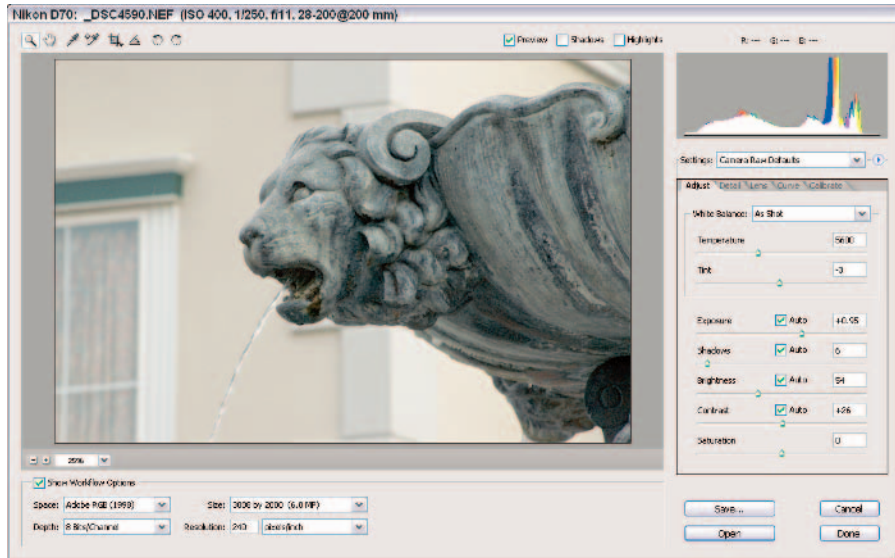 Nikon D70: _DSC4590.NEF (ISO 400, 1/250, f/11, 28-200@200 mm)
Preview Shadows Highlights
R: --- G: --- B: ---
Settings: Camera Raw Defaults
Adjust Detail Lens Curve Calibrate
White Balance: As Shot
Temperature 5600
Tint -3
Exposure Auto +0.95
Shadows Auto 6
Brightness Auto 54
Contrast Auto +26
Saturation 0
25%
Show Workflow Options
Space: Adobe RGB (1998) Size: 3008 by 2000 (6.0 MP)
Depth: 8 Bits/Channel Resolution: 240 pixels/inch
Save... Cancel
Open Done